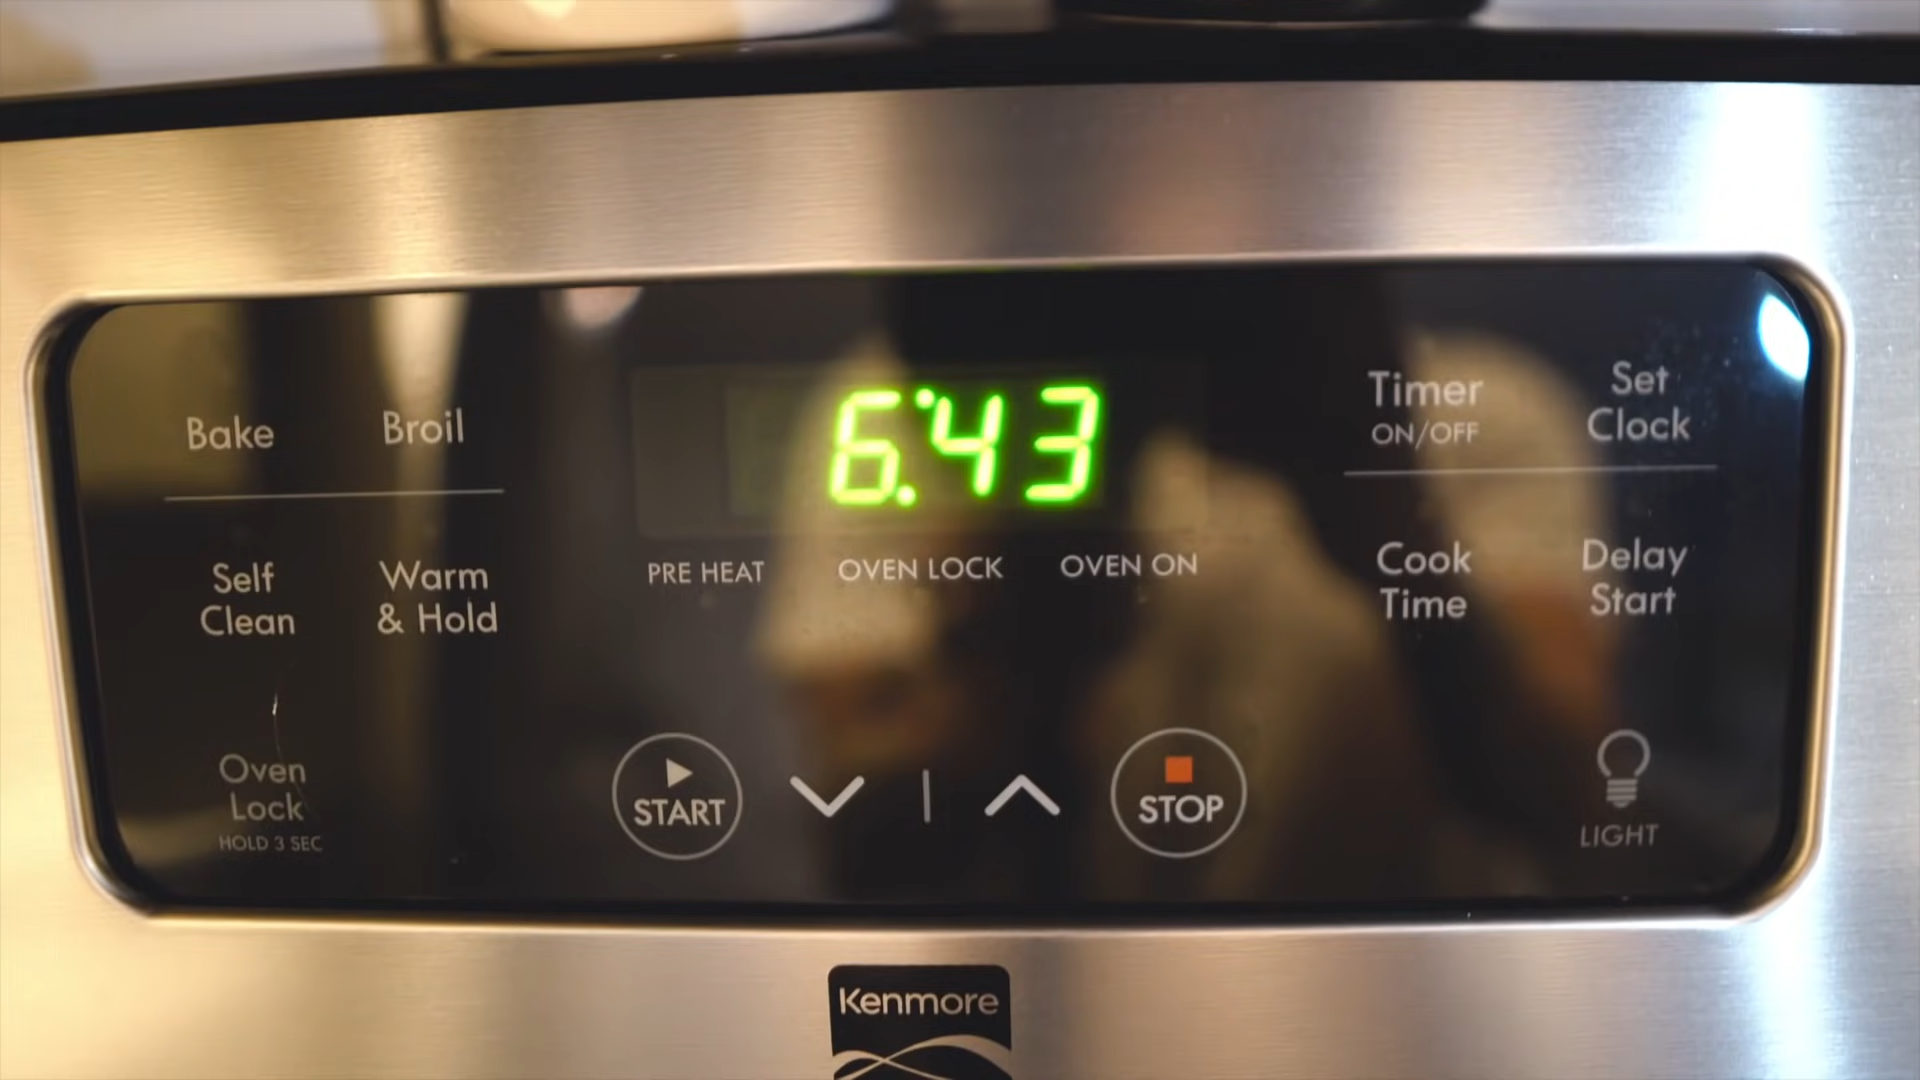 6:43
Bake
Broil
Timer
ON/OFF
Set
Clock
Self
Clean
Warm
& Hold
PRE HEAT
OVEN LOCK
OVEN ON
Cook
Time
Delay
Start
Oven
Lock
HOLD 3 SEC
START
STOP
LIGHT
Kenmore